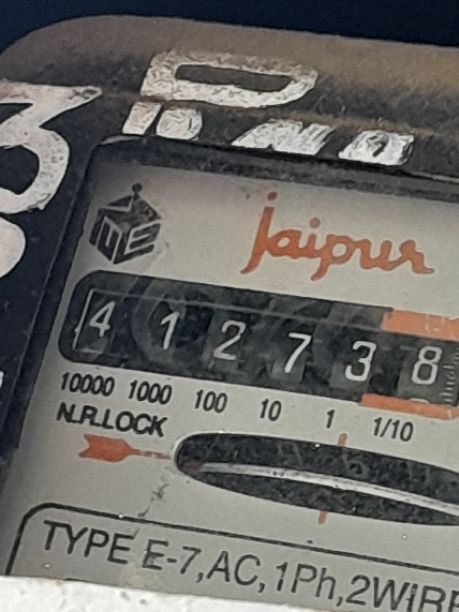 3
jaipur
4 1 2 7 3 8
10000 1000 100 10 1 1/10
N.R.LOCK
TYPE E-7,AC,1Ph,2WIRE